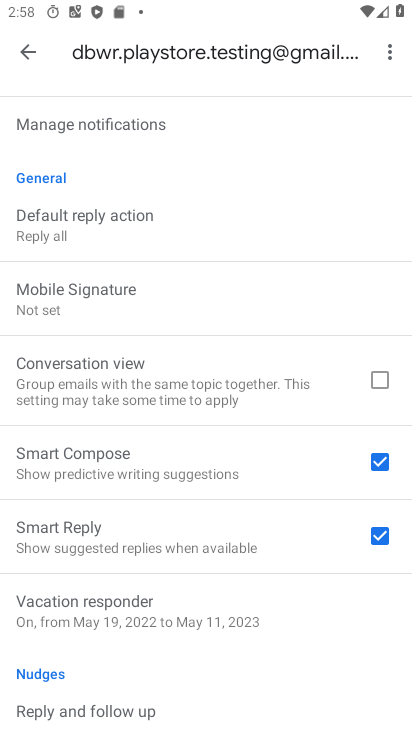 2:58
dbwr.playstore.testing@gmail....
Manage notifications
General
Default reply action
Reply all
Mobile Signature
Not set
Conversation view
Group emails with the same topic together. This
setting may take some time to apply
Smart Compose
Show predictive writing suggestions
Smart Reply
Show suggested replies when available
Vacation responder
On, from May 19, 2022 to May 11, 2023
Nudges
Reply and follow up